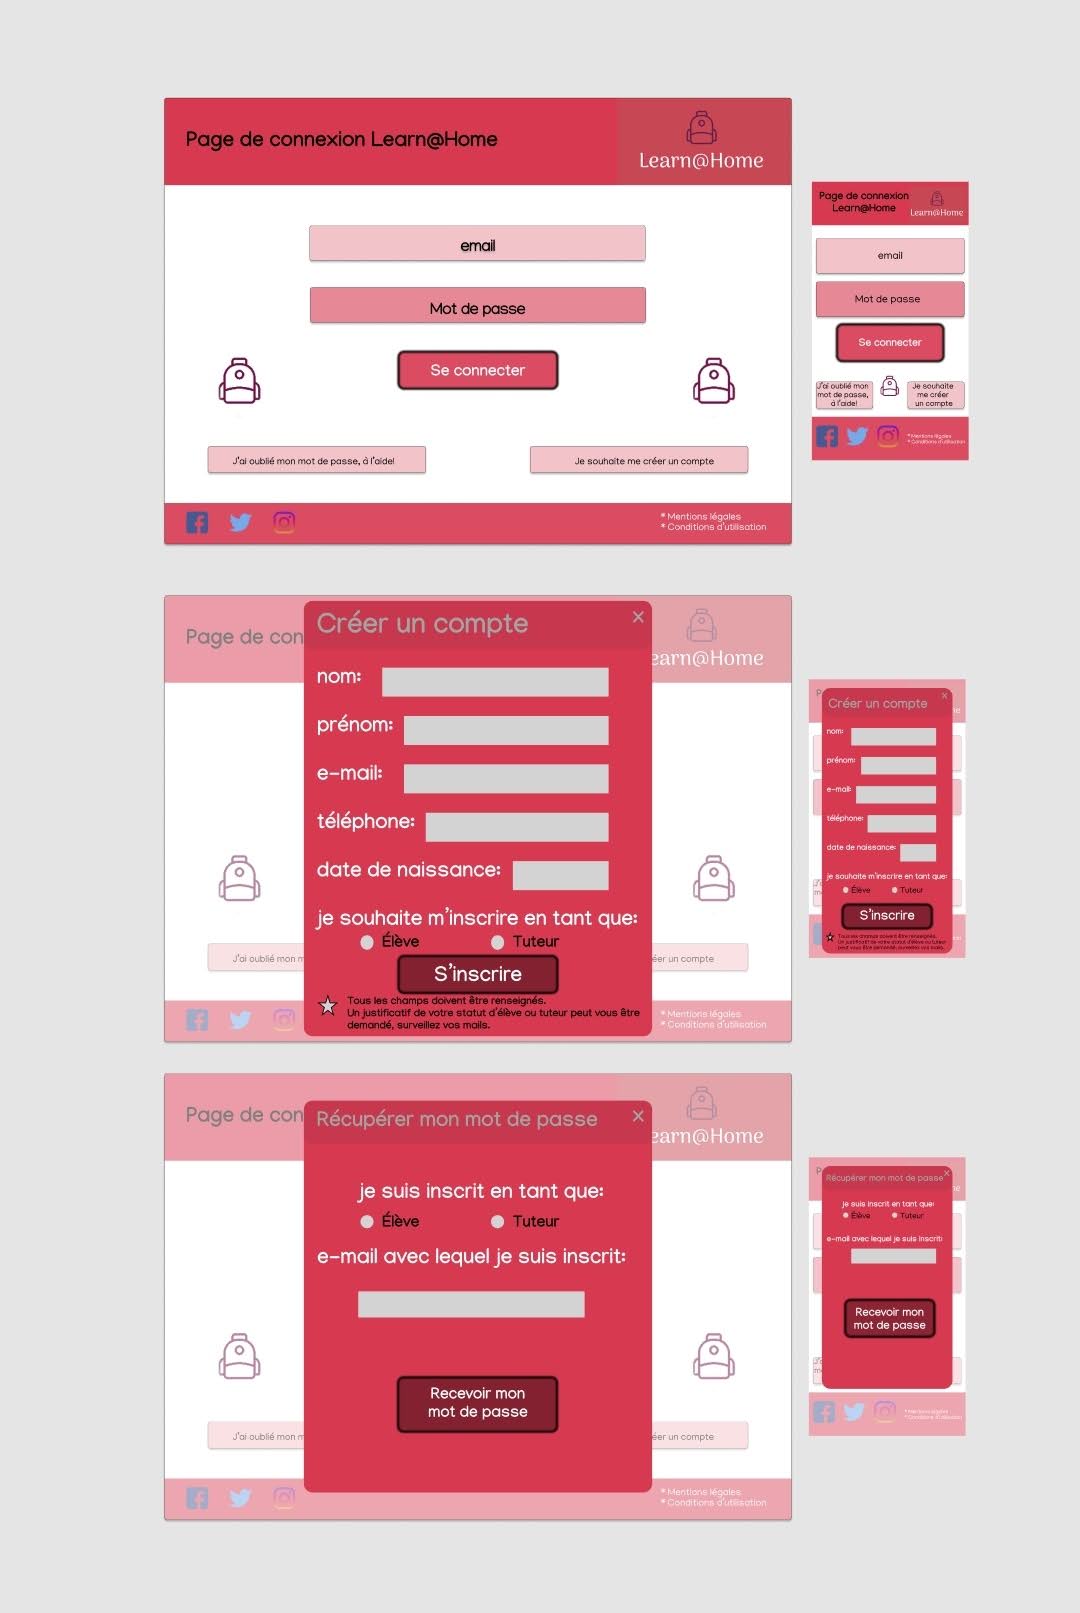 Page de connexion Learn@Home
Learn@Home
email
Mot de passe
Se connecter
J'ai oublié mon mot de passe, à l'aide!
Je souhaite me créer un compte
* Mentions légales
* Conditions d'utilisation
Page de connexion
Learn@Home
Learn@Home
email
Mot de passe
Se connecter
J'ai oublié mon
mot de passe,
à l'aide!
Je souhaite
me créer
un compte
* Mentions légales
* Conditions d'utilisation
Page de con
earn@Home
Créer un compte
×
nom:
prénom:
e-mail:
téléphone:
date de naissance:
je souhaite m'inscrire en tant que:
Élève
Tuteur
S'inscrire
Tous les champs doivent être renseignés.
Un justificatif de votre statut d'élève ou tuteur peut vous être
demandé, surveillez vos mails.
J'ai oublié mon m
éer un compte
* Mentions légales
* Conditions d'utilisation
P
Créer un compte
×
nom:
prénom:
e-mail:
téléphone:
date de naissance:
je souhaite m'inscrire en tant que:
Élève
Tuteur
S'inscrire
Tous les champs doivent être renseignés.
Un justificatif de votre statut d'élève ou tuteur
peut vous être demandé, surveillez vos mails.
Page de con
earn@Home
Récupérer mon mot de passe
×
je suis inscrit en tant que:
Élève
Tuteur
e-mail avec lequel je suis inscrit:
Recevoir mon
mot de passe
J'ai oublié mon m
éer un compte
* Mentions légales
* Conditions d'utilisation
P
Récupérer mon mot de passe
×
je suis inscrit en tant que:
Élève
Tuteur
e-mail avec lequel je suis inscrit:
Recevoir mon
mot de passe
* Mentions légales
* Conditions d'utilisation